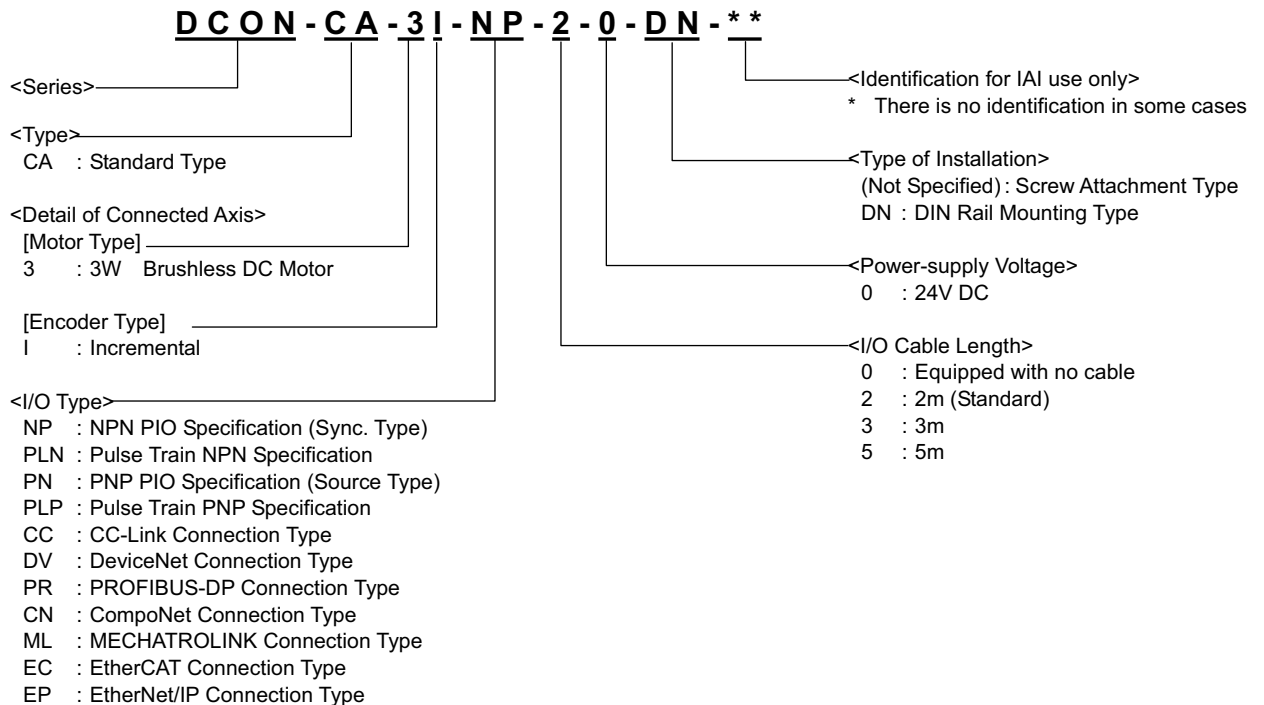 DCON-CA-3I-NP-2-0-DN-**
<Series>
<Type>
CA : Standard Type
<Detail of Connected Axis>
[Motor Type]
3 : 3W Brushless DC Motor
[Encoder Type]
I : Incremental
<I/O Type>
NP : NPN PIO Specification (Sync. Type)
PLN : Pulse Train NPN Specification
PN : PNP PIO Specification (Source Type)
PLP : Pulse Train PNP Specification
CC : CC-Link Connection Type
DV : DeviceNet Connection Type
PR : PROFIBUS-DP Connection Type
CN : CompoNet Connection Type
ML : MECHATROLINK Connection Type
EC : EtherCAT Connection Type
EP : EtherNet/IP Connection Type
<Identification for IAI use only>
* There is no identification in some cases
<Type of Installation>
(Not Specified) : Screw Attachment Type
DN : DIN Rail Mounting Type
<Power-supply Voltage>
0 : 24V DC
<I/O Cable Length>
0 : Equipped with no cable
2 : 2m (Standard)
3 : 3m
5 : 5m